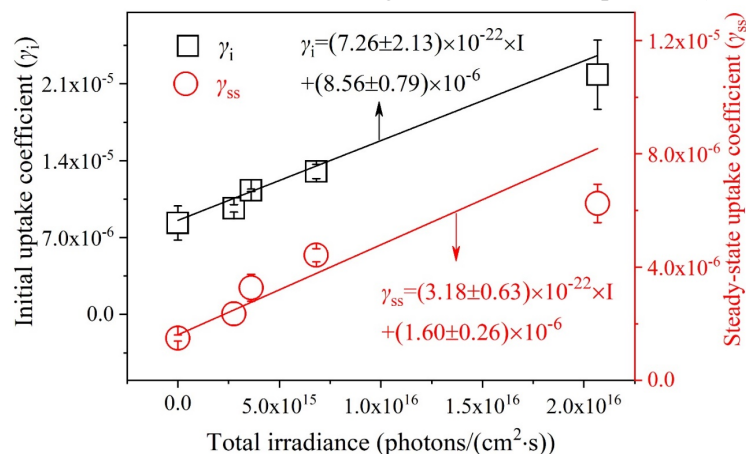 γi
γss
γi=(7.26±2.13)×10-22×I
+(8.56±0.79)×10-6
γss=(3.18±0.63)×10-22×I
+(1.60±0.26)×10-6
Initial uptake coefficient (γi)
2.1x10-5
1.4x10-5
7.0x10-6
0.0
Steady-state uptake coefficient (γss)
1.2x10-5
8.0x10-6
4.0x10-6
0.0
0.0
5.0x1015
1.0x1016
1.5x1016
2.0x1016
Total irradiance (photons/(cm2·s))